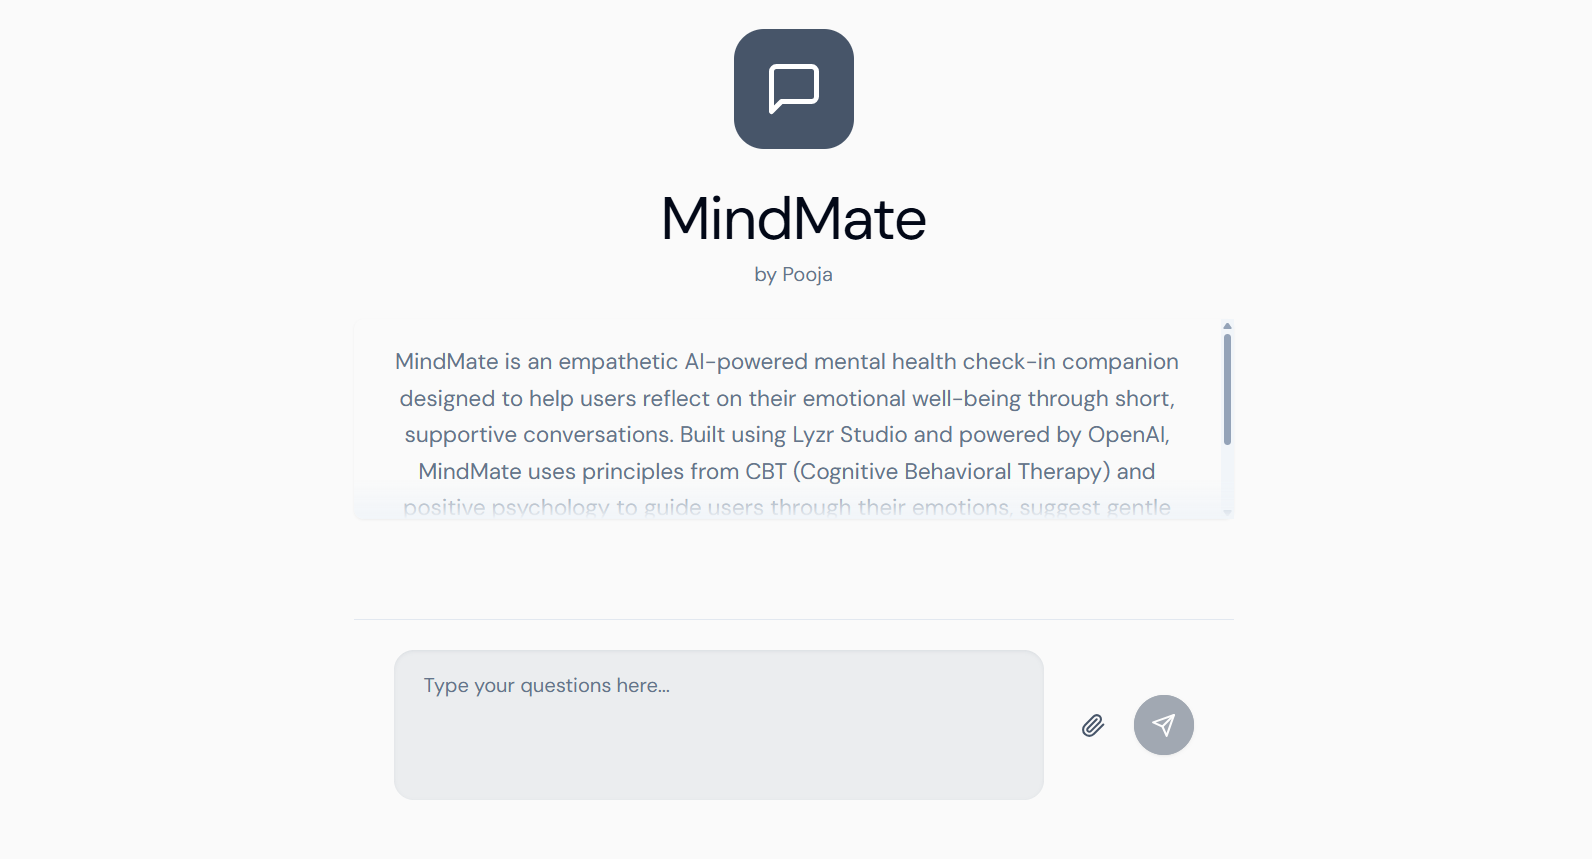 MindMate
by Pooja
MindMate is an empathetic AI-powered mental health check-in companion
designed to help users reflect on their emotional well-being through short,
supportive conversations. Built using Lyzr Studio and powered by OpenAI,
MindMate uses principles from CBT (Cognitive Behavioral Therapy) and
positive psychology to guide users through their emotions, suggest gentle
Type your questions here...